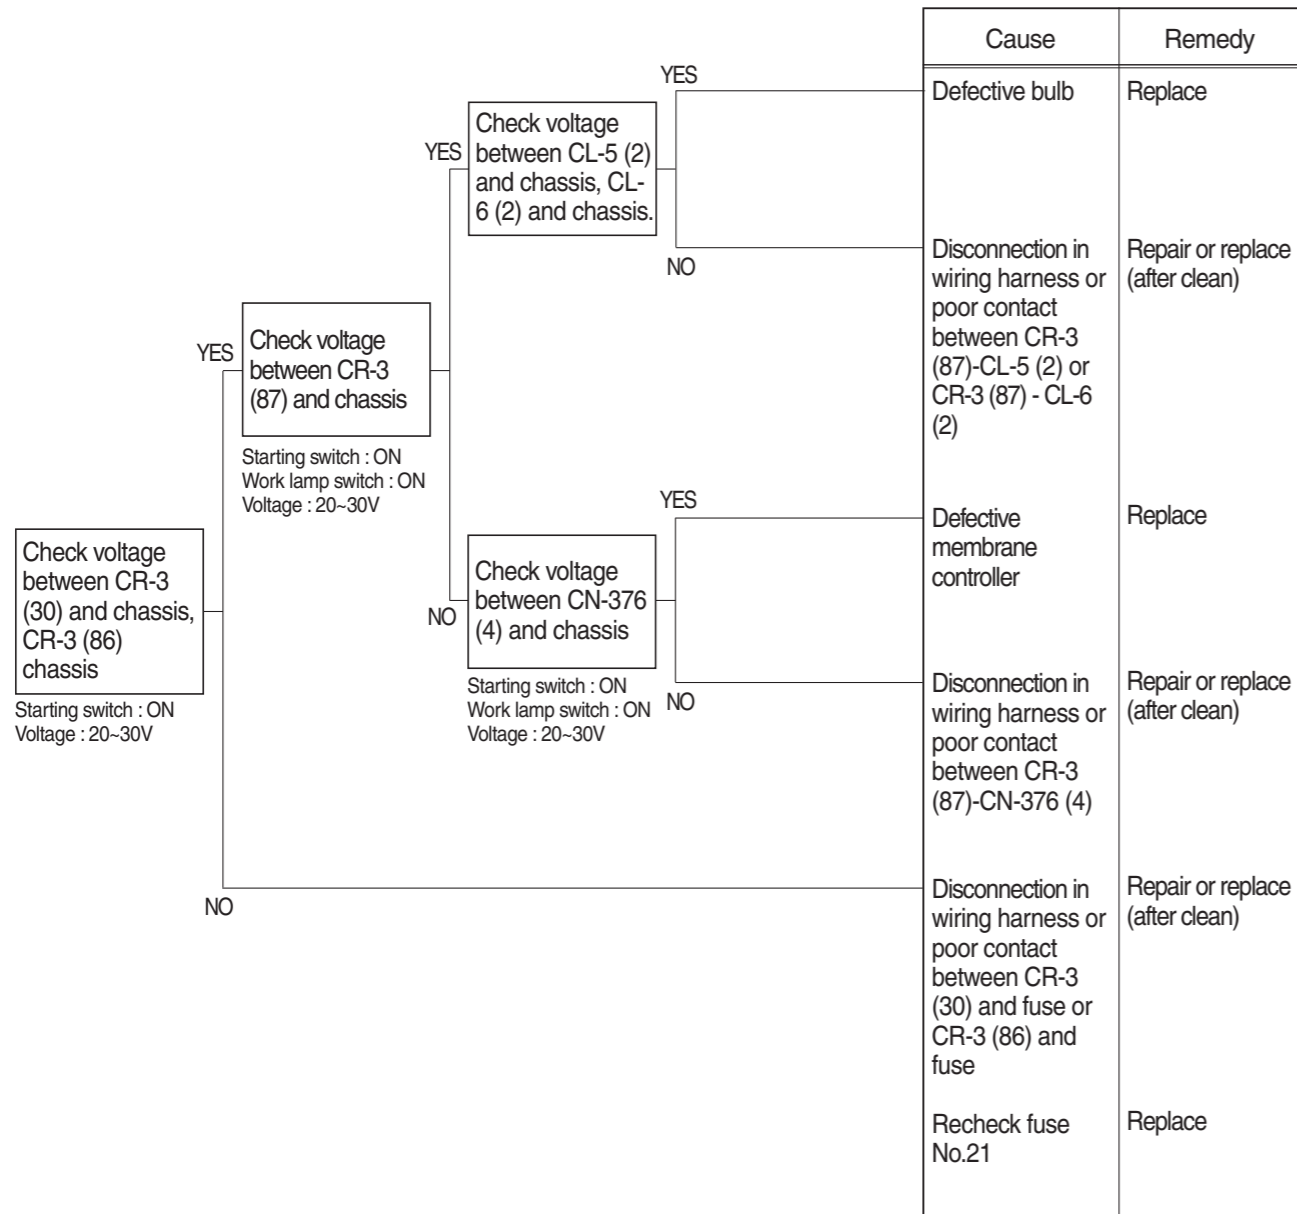 Cause
Remedy
YES
Defective bulb
Replace
Check voltage
between CL-5 (2)
and chassis, CL-
6 (2) and chassis.
YES
NO
Disconnection in
wiring harness or
poor contact
between CR-3
(87)-CL-5 (2) or
CR-3 (87) - CL-6
(2)
Repair or replace
(after clean)
YES
Check voltage
between CR-3
(87) and chassis
Starting switch : ON
Work lamp switch : ON
Voltage : 20~30V
YES
Defective
membrane
controller
Replace
Check voltage
between CR-3
(30) and chassis,
CR-3 (86)
chassis
Starting switch : ON
Voltage : 20~30V
NO
Check voltage
between CN-376
(4) and chassis
Starting switch : ON
Work lamp switch : ON
Voltage : 20~30V
NO
Disconnection in
wiring harness or
poor contact
between CR-3
(87)-CN-376 (4)
Repair or replace
(after clean)
NO
Disconnection in
wiring harness or
poor contact
between CR-3
(30) and fuse or
CR-3 (86) and
fuse
Repair or replace
(after clean)
Recheck fuse
No.21
Replace